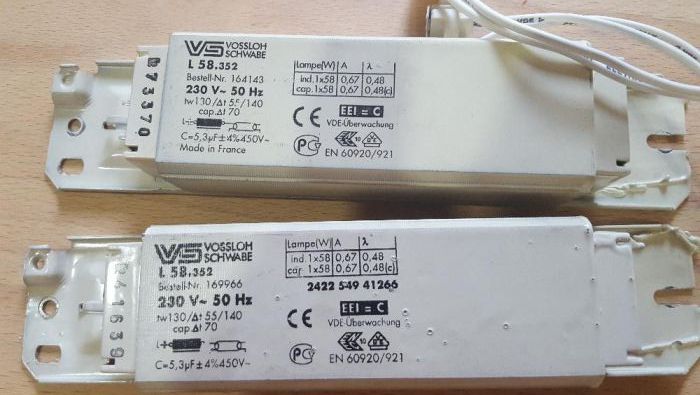 VS VOSSLOH
SCHWABE
L 58.352
Bestell-Nr. 164143
230 V~ 50 Hz
tw130/Δt 55/140
cap.Δt 70
C=5,3µF±4%450V~
Made in France
Lampe(W) A λ
ind.1x58 0,67 0,48
cap.1x58 0,67 0,48(c)
CE EEI = C
VDE-Überwachung
10
EN 60920/921
73370
VS VOSSLOH
SCHWABE
L 58.352
Bestell-Nr. 169966
230 V~ 50 Hz
tw130/Δt 55/140
cap.Δt 70
C=5,3µF±4%450V~
Lampe(W) A λ
ind.1x58 0,67 0,48
cap.1x58 0,67 0,48(c)
2422 549 41266
CE EEI = C
VDE-Überwachung
10
EN 60920/921
41639